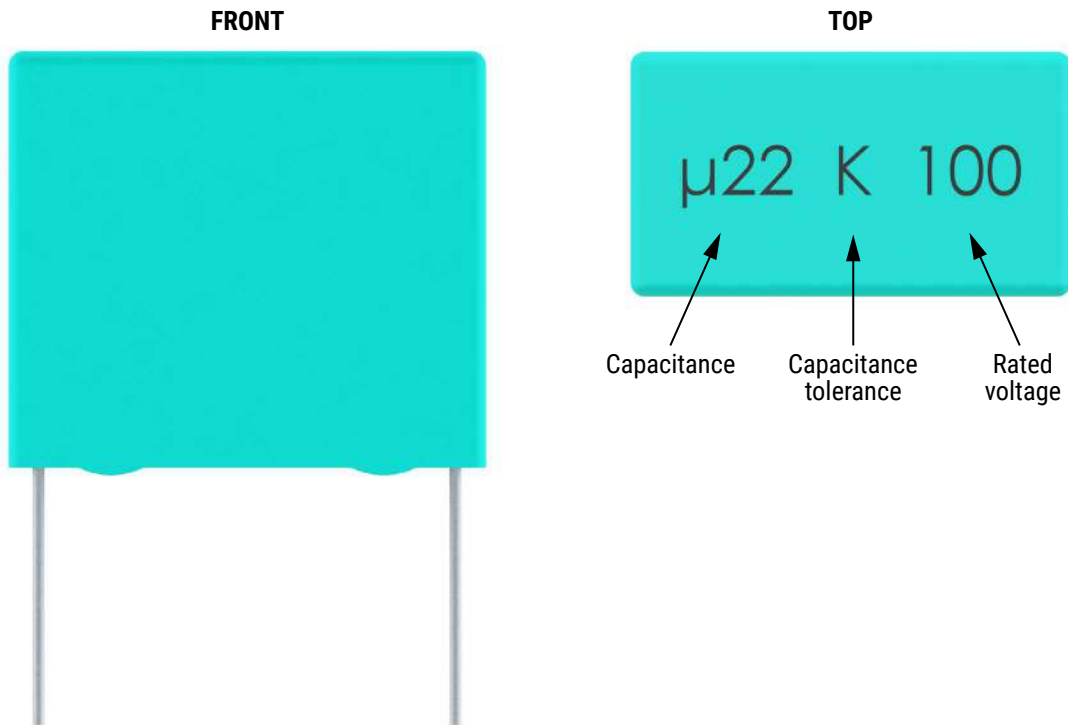 FRONT
TOP
µ22 K 100
Capacitance
Capacitance
tolerance
Rated
voltage